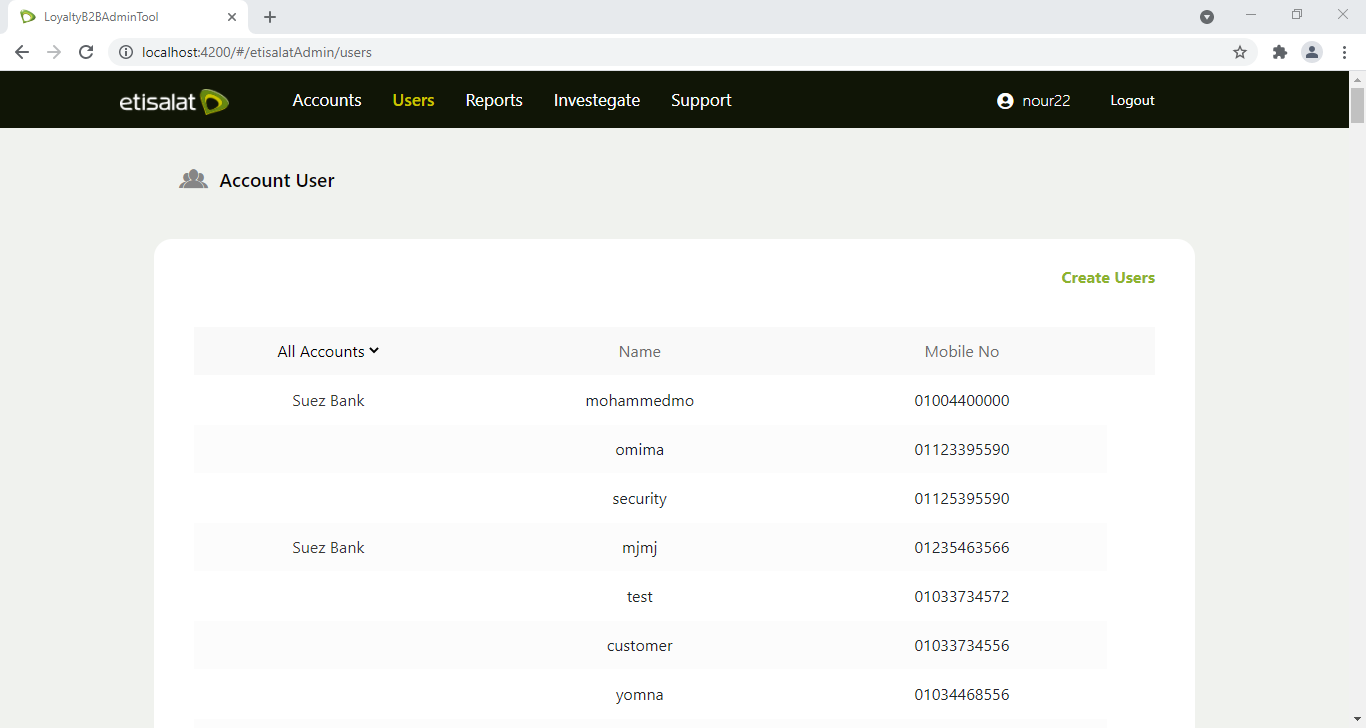 LoyaltyB2BAdminTool
localhost:4200/#/etisalatAdmin/users
etisalat Accounts Users Reports Investegate Support nour22 Logout
Account User
Create Users
All Accounts Name Mobile No
Suez Bank mohammedmo 01004400000
omima 01123395590
security 01125395590
Suez Bank mjmj 01235463566
test 01033734572
customer 01033734556
yomna 01034468556